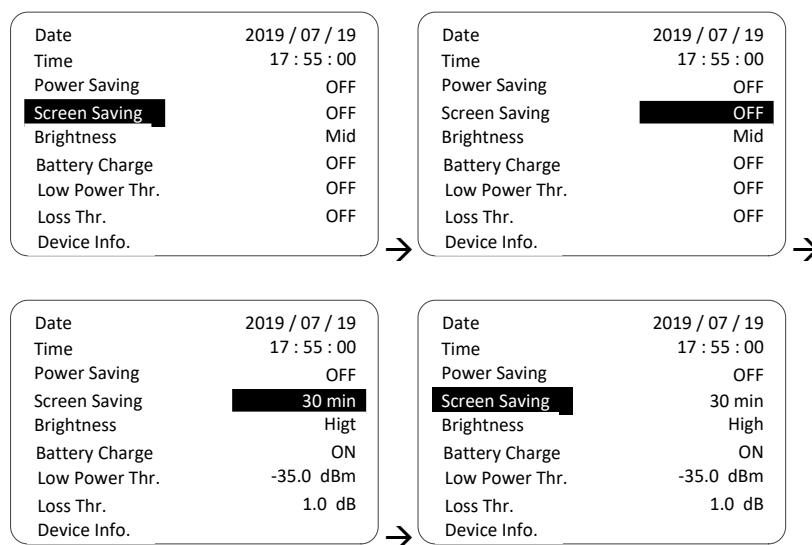 Date 2019 / 07 / 19
Time 17 : 55 : 00
Power Saving OFF
Screen Saving OFF
Brightness Mid
Battery Charge OFF
Low Power Thr. OFF
Loss Thr. OFF
Device Info.
→
Date 2019 / 07 / 19
Time 17 : 55 : 00
Power Saving OFF
Screen Saving OFF
Brightness Mid
Battery Charge OFF
Low Power Thr. OFF
Loss Thr. OFF
Device Info.
→
Date 2019 / 07 / 19
Time 17 : 55 : 00
Power Saving OFF
Screen Saving 30 min
Brightness Higt
Battery Charge ON
Low Power Thr. -35.0 dBm
Loss Thr. 1.0 dB
Device Info.
→
Date 2019 / 07 / 19
Time 17 : 55 : 00
Power Saving OFF
Screen Saving 30 min
Brightness High
Battery Charge ON
Low Power Thr. -35.0 dBm
Loss Thr. 1.0 dB
Device Info.